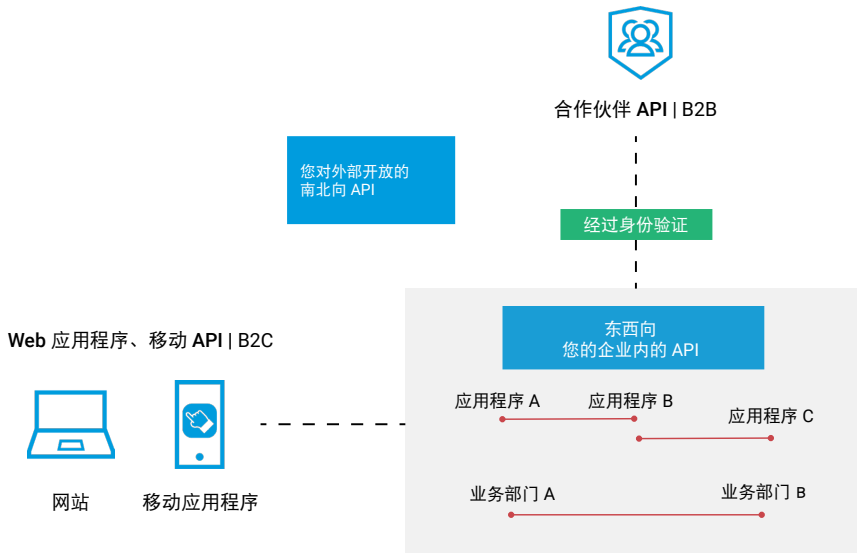 合作伙伴 API | B2B
您对外部开放的
南北向 API
经过身份验证
东西向
您的企业内的 API
Web 应用程序、移动 API | B2C
应用程序 A
应用程序 B
应用程序 C
网站
移动应用程序
业务部门 A
业务部门 B